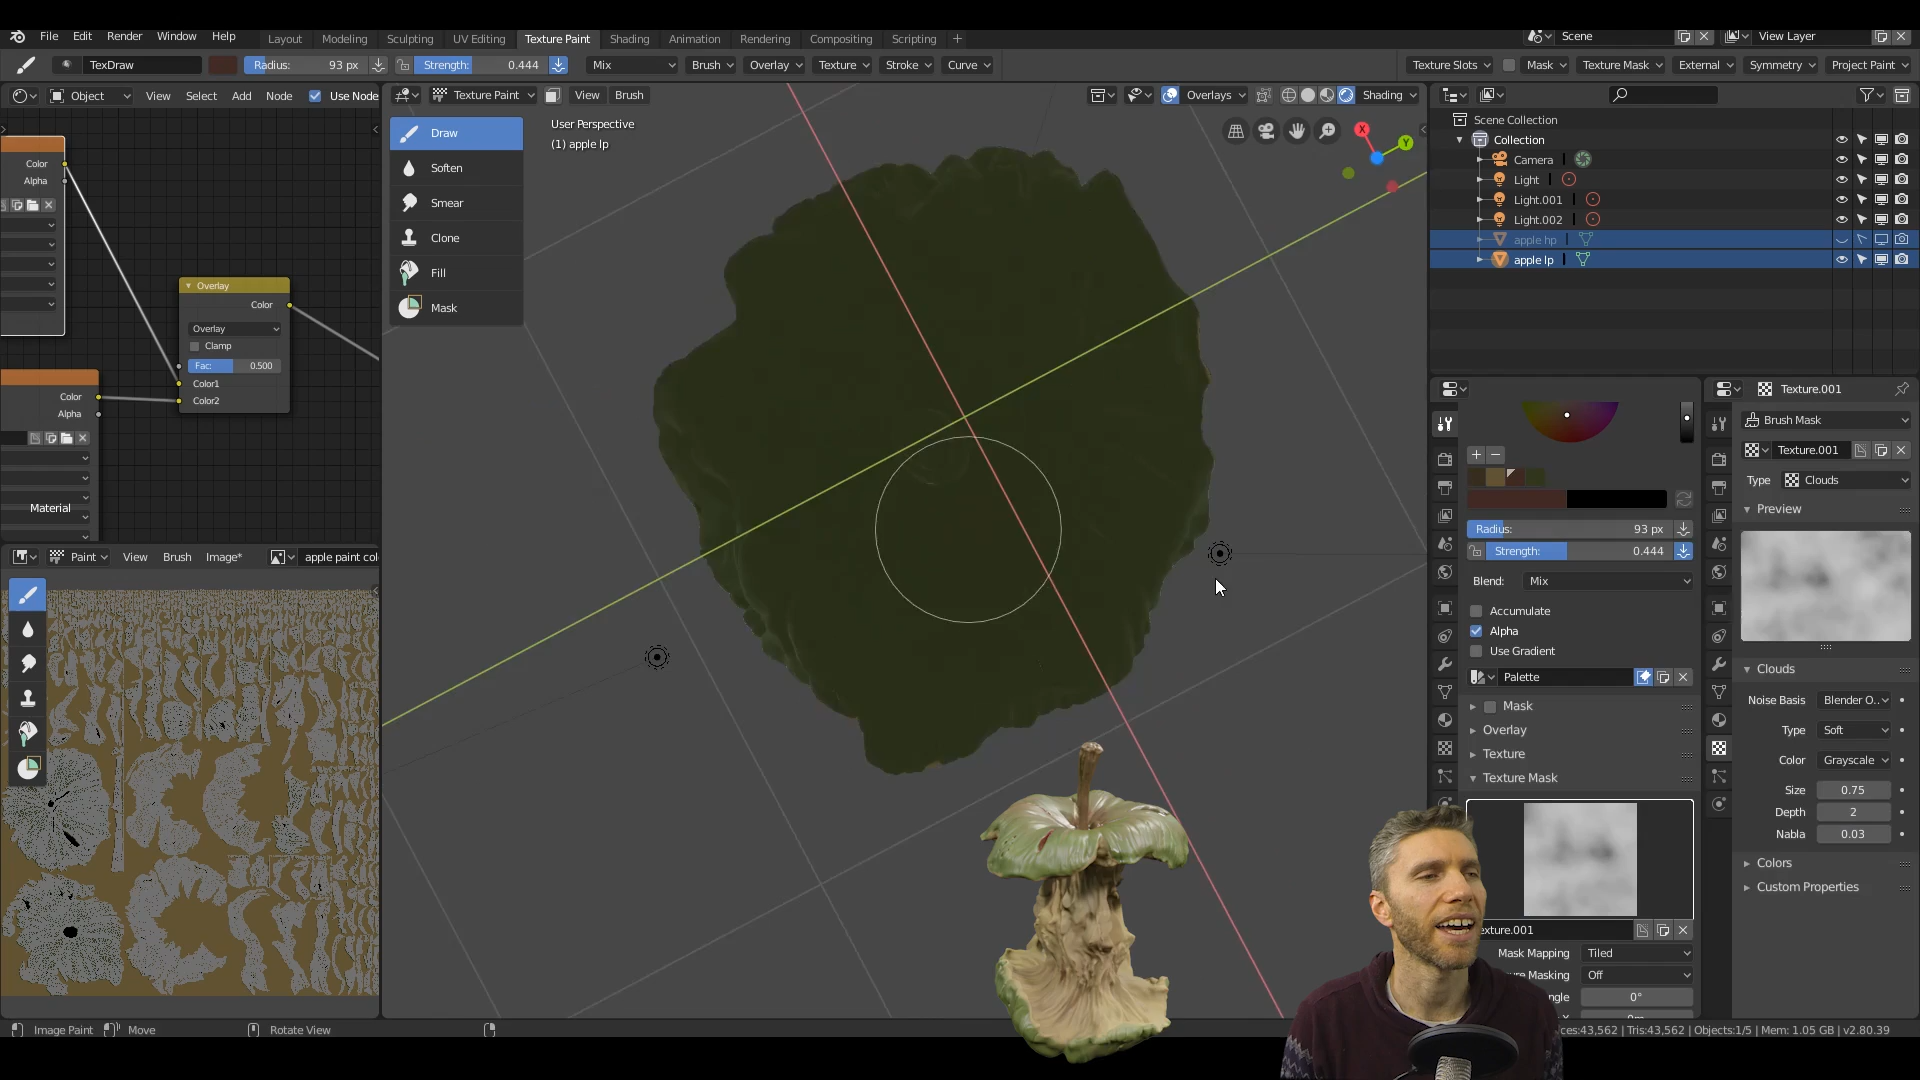 File Edit Render Window Help Layout Modeling Sculpting UV Editing Texture Paint Shading Animation Rendering Compositing Scripting + Scene View Layer
TexDraw Radius: 93 px Strength: 0.444 Mix Brush Overlay Texture Stroke Curve Texture Slots Mask Texture Mask External Symmetry Project Paint
Object View Select Add Node Use Node
Texture Paint View Brush Overlays Shading
Draw
Soften
Smear
Clone
Fill
Mask
User Perspective
(1) apple lp
X
Y
Color
Alpha
Overlay
Color
Overlay
Clamp
Fac: 0.500
Color1
Color2
Color
Alpha
Material
Paint View Brush Image* apple paint col
Scene Collection
Collection
Camera
Light
Light.001
Light.002
apple hp
apple lp
Radius: 93 px
Strength: 0.444
Blend: Mix
Accumulate
Alpha
Use Gradient
Palette
Mask
Overlay
Texture
Texture Mask
exture.001
Mask Mapping Tiled
ure Masking Off
ngle 0°
Texture.001
Brush Mask
Texture.001
Type Clouds
Preview
Clouds
Noise Basis Blender O..
Type Soft
Color Grayscale
Size 0.75
Depth 2
Nabla 0.03
Colors
Custom Properties
Image Paint Move Rotate View
ces:43,562 | Tris:43,562 | Objects:1/5 | Mem: 1.05 GB | v2.80.39